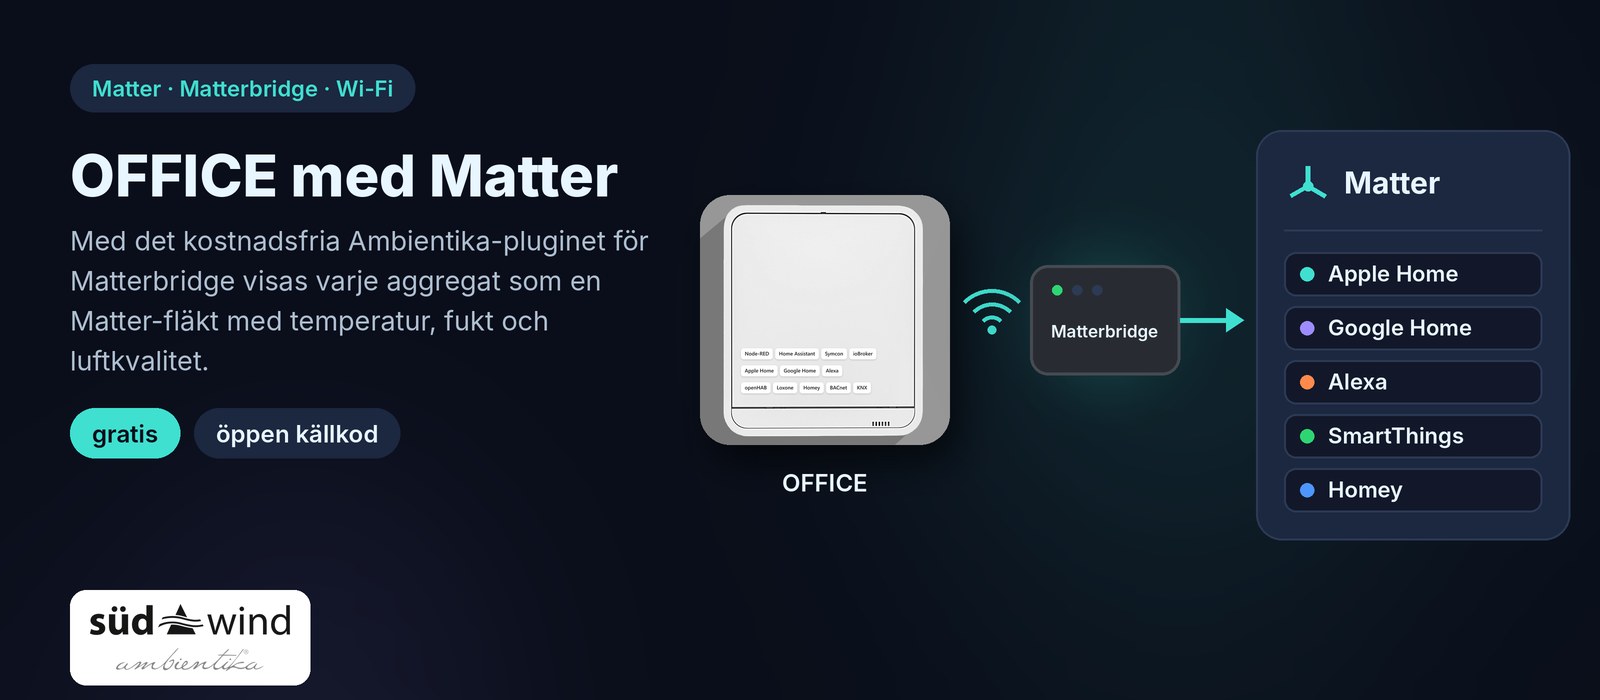 Matter · Matterbridge · Wi-Fi
OFFICE med Matter
Med det kostnadsfria Ambientika-pluginet för
Matterbridge visas varje aggregat som en
Matter-fläkt med temperatur, fukt och
luftkvalitet.
gratis
öppen källkod
Node-RED
Home Assistant
Symcon
ioBroker
Apple Home
Google Home
Alexa
openHAB
Loxone
Homey
BACnet
KNX
OFFICE
Matterbridge
Matter
Apple Home
Google Home
Alexa
SmartThings
Homey
süd wind
ambientika®